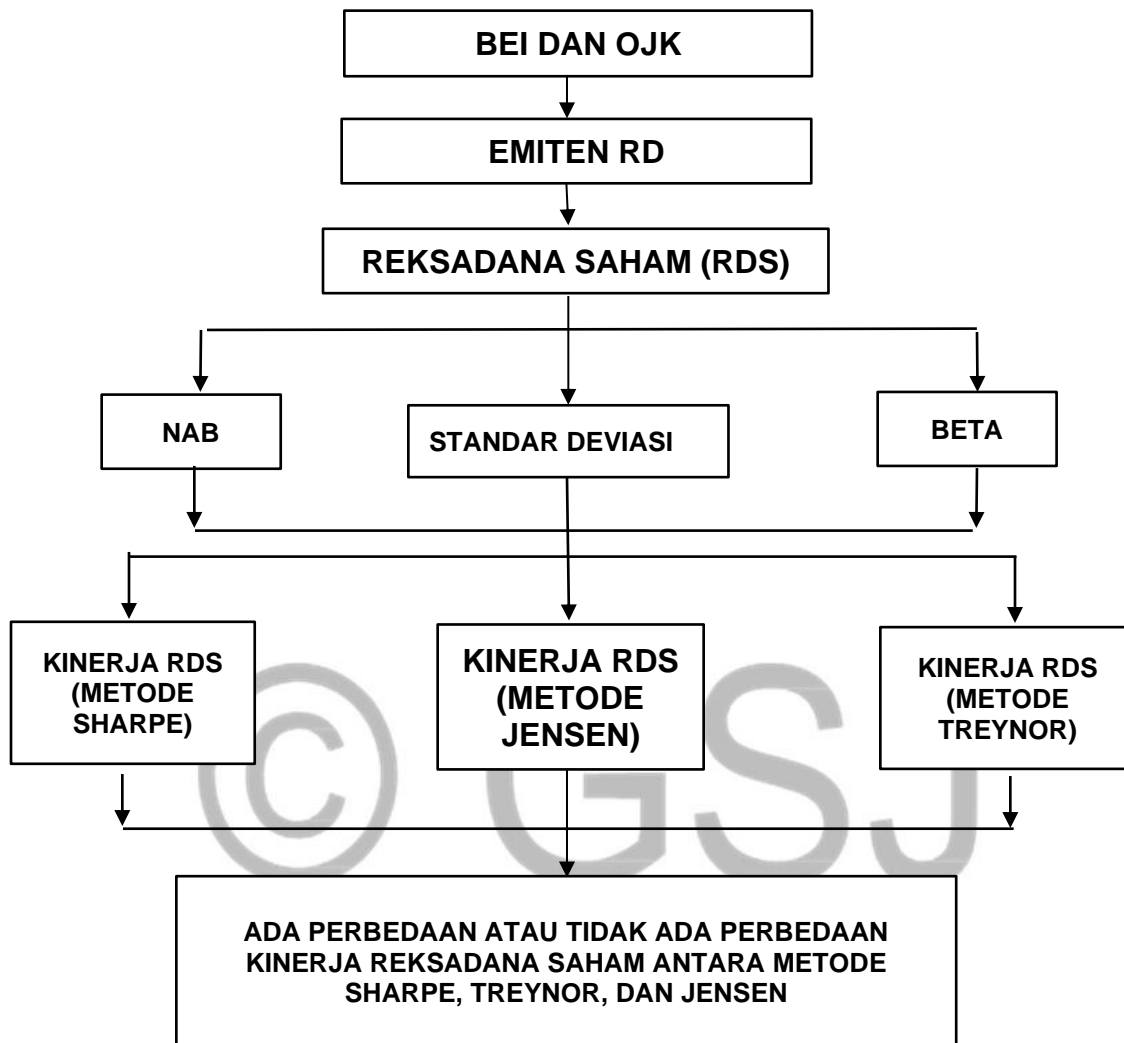 BEI DAN OJK
EMITEN RD
REKSADANA SAHAM (RDS)
NAB
STANDAR DEVIASI
BETA
KINERJA RDS
(METODE
SHARPE)
KINERJA RDS
(METODE
JENSEN)
KINERJA RDS
(METODE
TREYNOR)
© GSJ
ADA PERBEDAAN ATAU TIDAK ADA PERBEDAAN
KINERJA REKSADANA SAHAM ANTARA METODE
SHARPE, TREYNOR, DAN JENSEN